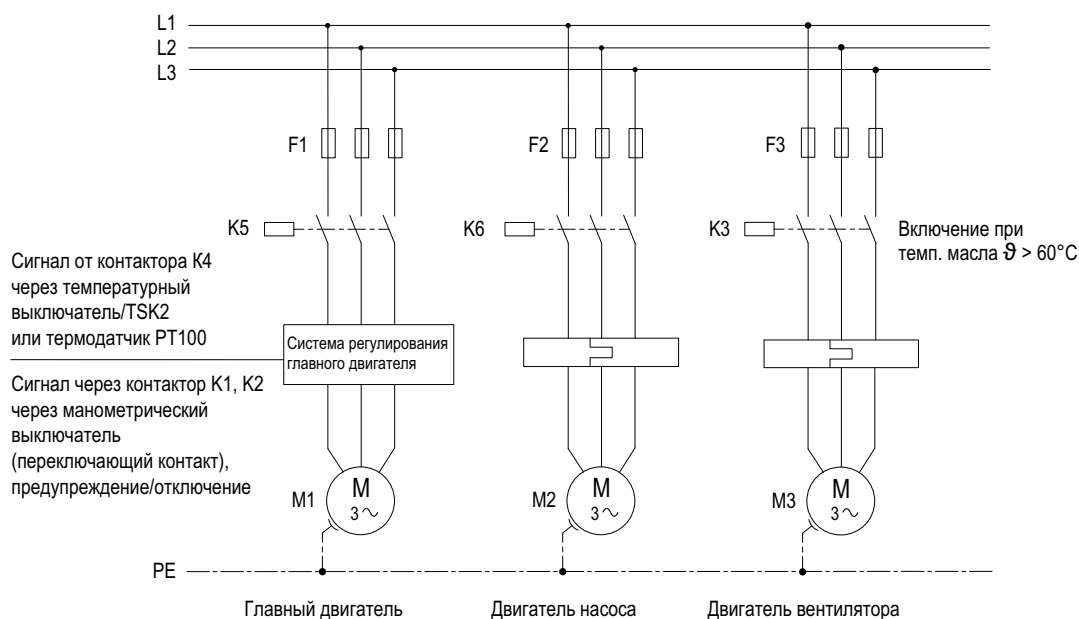 L1
L2
L3
F1
F2
F3
K5
K6
K3
Включение при
темп. масла ϑ > 60°C
Сигнал от контактора К4
через температурный
выключатель/TSK2
или термодатчик PT100
Система регулирования
главного двигателя
Сигнал через контактор K1, K2
через манометрический
выключатель
(переключающий контакт),
предупреждение/отключение
M1
M
3~
M2
M
3~
M3
M
3~
PE
Главный двигатель
Двигатель насоса
Двигатель вентилятора